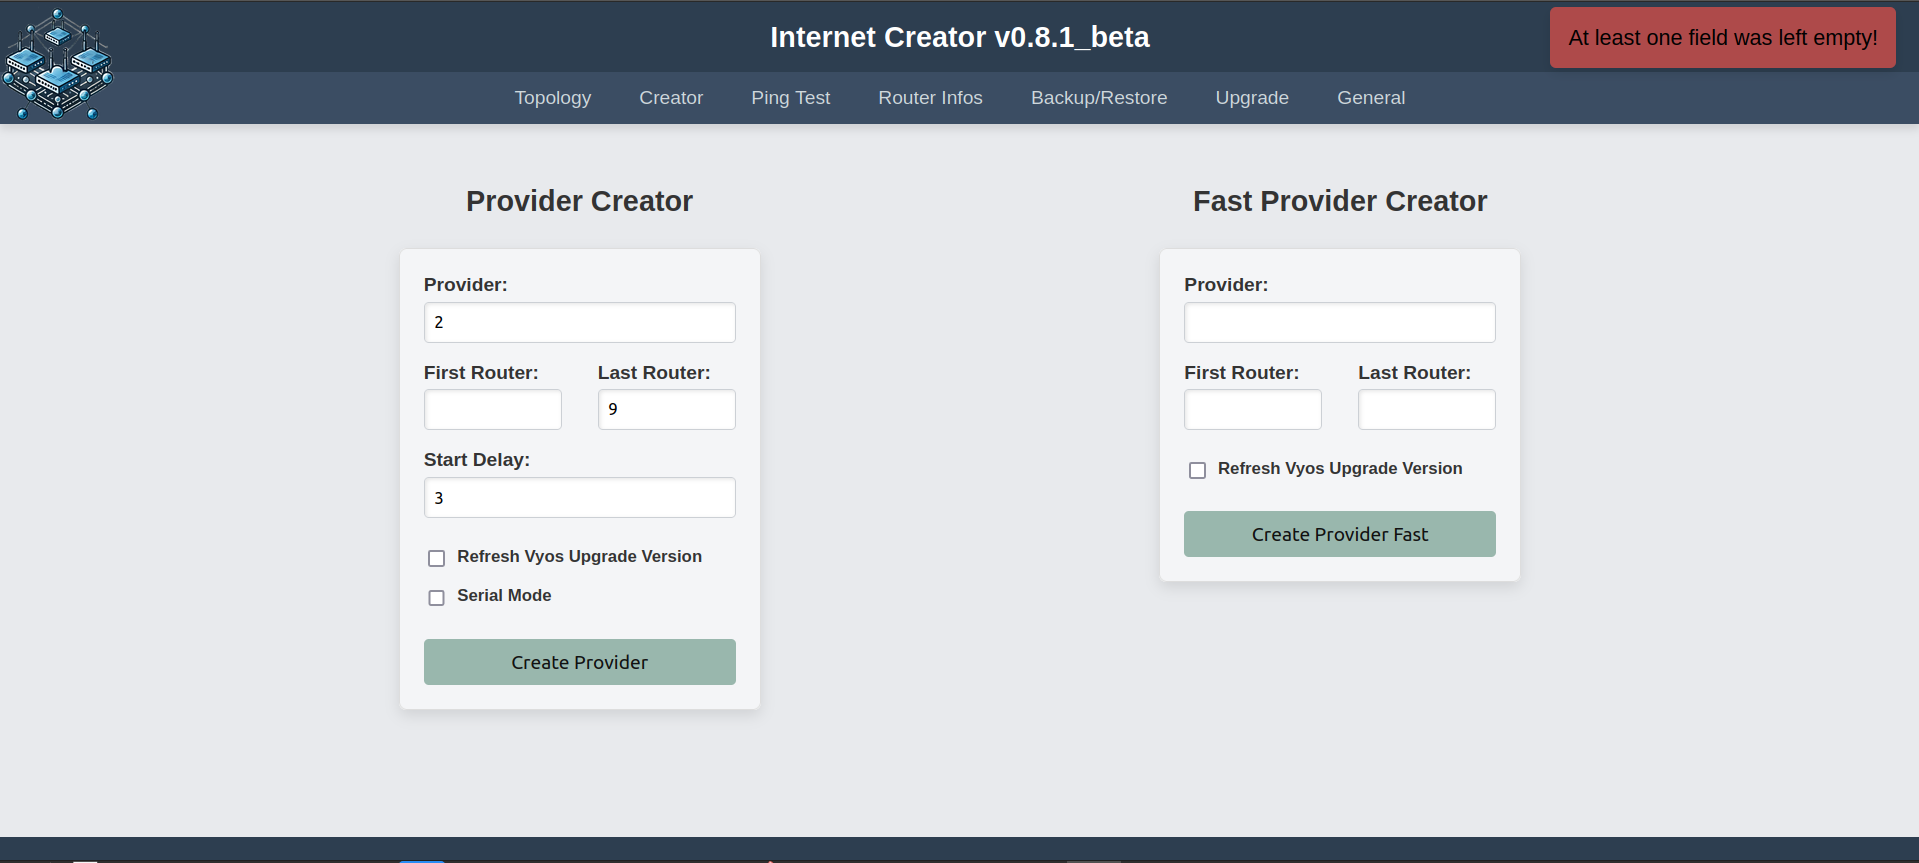 Internet Creator v0.8.1_beta
At least one field was left empty!
Topology Creator Ping Test Router Infos Backup/Restore Upgrade General
Provider Creator
Provider:
2
First Router: Last Router:
9
Start Delay:
3
Refresh Vyos Upgrade Version
Serial Mode
Create Provider
Fast Provider Creator
Provider:
First Router: Last Router:
Refresh Vyos Upgrade Version
Create Provider Fast